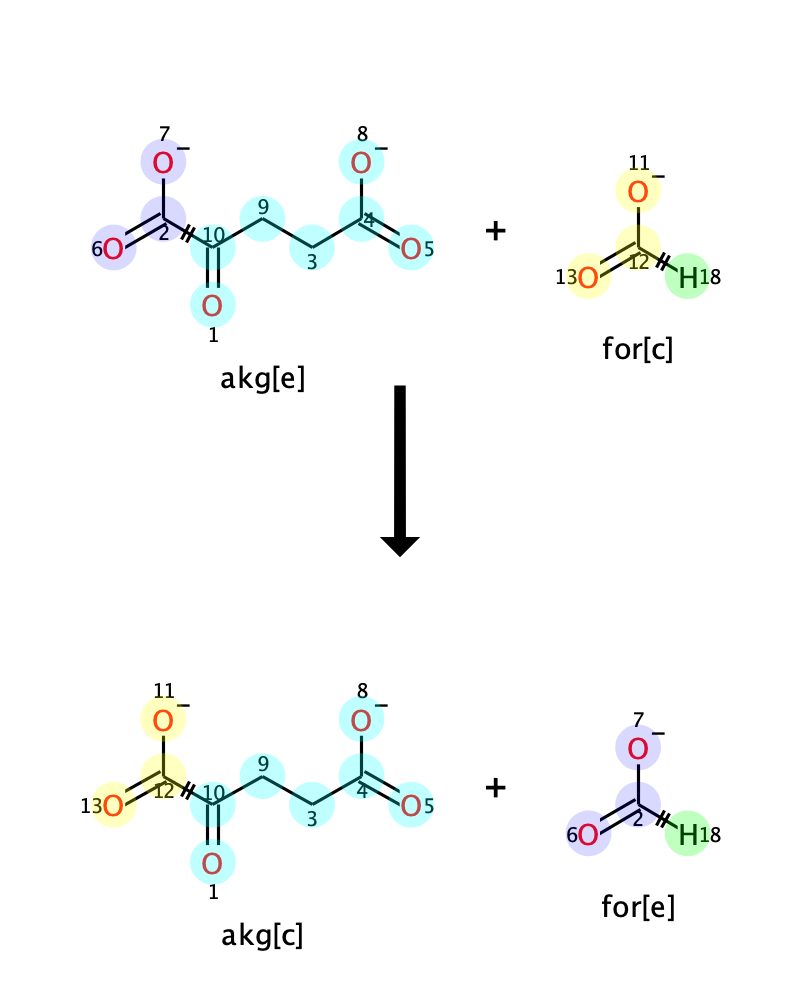 7 8
O− O− 11
O−
9
2 10 4 +
6O O5 12
3 13O H18
O
1 for[c]
akg[e]
11 8
O− O− 7
O−
9
12 10 4 +
13O O5 2
3 6O H18
O
1 for[e]
akg[c]